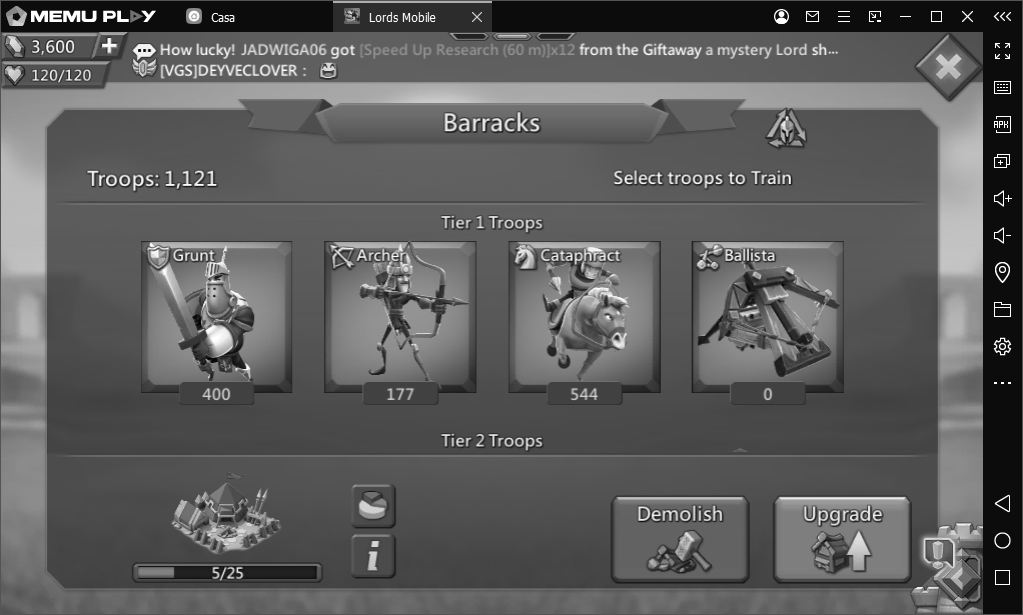 MEMU PLAY
Casa
Lords Mobile
3,600
120/120
How lucky! JADWIGA06 got [Speed Up Research (60 m)]x12 from the Giftaway a mystery Lord sh...
[VGS]DEYVECLOVER :
APK
Barracks
Troops: 1,121
Select troops to Train
Tier 1 Troops
Grunt
Archer
Cataphract
Ballista
400
177
544
0
Tier 2 Troops
Demolish
Upgrade
5/25